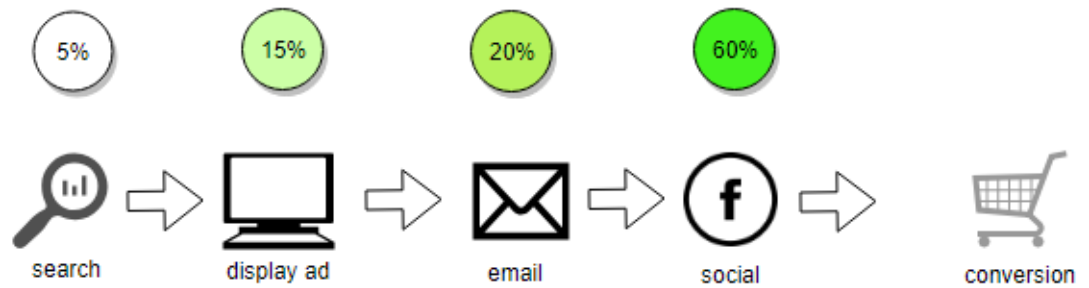 5%
15%
20%
60%
f
search
display ad
email
social
conversion